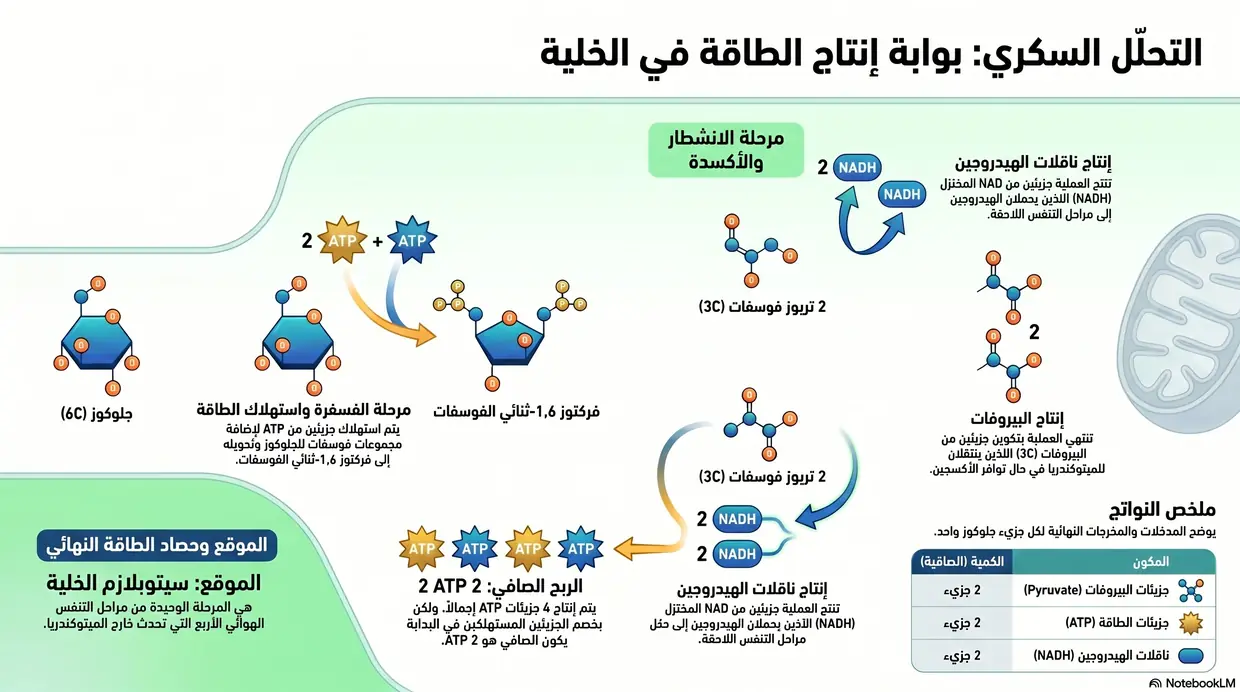 التحلّل السكري: بوابة إنتاج الطاقة في الخلية
مرحلة الانشطار
والأكسدة
2 NADH
NADH
إنتاج ناقلات الهيدروجين
تنتج العملية جزيئين من NAD المختزل
(NADH) اللذين يحملان الهيدروجين
إلى مراحل التنفس اللاحقة.
2 ATP + ATP
O
O
O
O
2 تريوز فوسفات (3C)
O
O
O
2
O
O
O
إنتاج البيروفات
تنتهي العملية بتكوين جزيئين من
البيروفات (3C) اللذين ينتقلان
للميتوكندريا في حال توافر الأكسجين.
O
O
O
O
O
O
جلوكوز (6C)
O
O
O
O
O
O
مرحلة الفسفرة واستهلاك الطاقة
يتم استهلاك جزيئين من ATP لإضافة
مجموعات فوسفات للجلوكوز وتحويله
إلى فركتوز 1,6-ثنائي الفوسفات.
P
P P
P
P P
O
O
O
فركتوز 1,6-ثنائي الفوسفات
O
O
O
2 تريوز فوسفات (3C)
2 NADH
2 NADH
إنتاج ناقلات الهيدروجين
تنتج العملية جزيئين من NAD المختزل
(NADH) الآخين يحملان الهيدروجين إلى
مراحل التنفس اللاحقة.
ATP ATP ATP ATP
الربح الصافي: 2 ATP 2
يتم إنتاج 4 جزيئات ATP إجمالاً. ولكن
بخصم الجزيئين المستهلكين في البداية
يكون الصافي هو 2 ATP.
الموقع وحصاد الطاقة النهائي
الموقع: سيتوبلازم الخلية
هي المرحلة الوحيدة من مراحل التنفس
الهوائي الأربع التي تحدث خارج الميتوكندريا.
ملخص النواتج
يوضح المدخلات والمخرجات النهائية لكل جزيء جلوكوز واحد.
المكون الكمية (الصافية)
جزيئات البيروفات (Pyruvate) 2 جزيء
جزيئات الطاقة (ATP) 2 جزيء
ناقلات الهيدروجين (NADH) 2 جزيء
NotebookLM